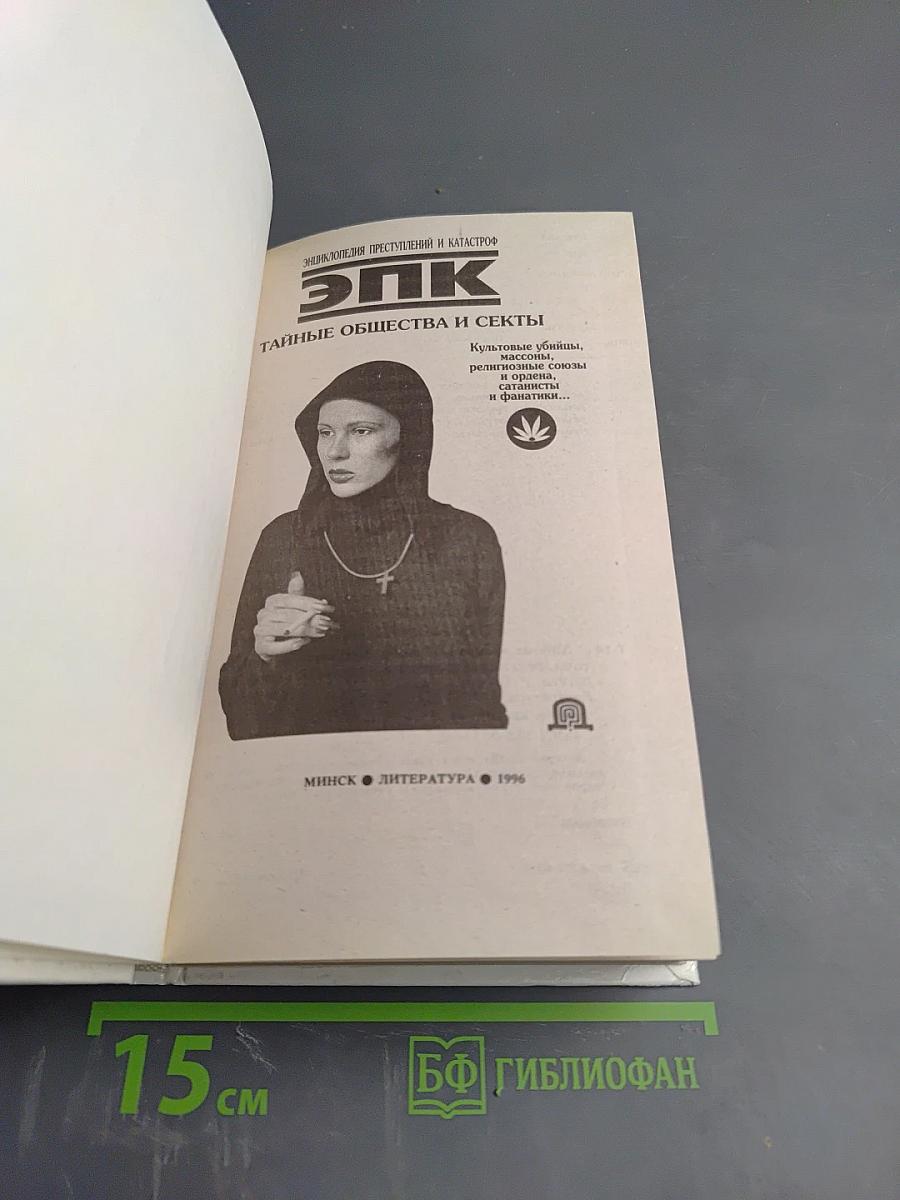 ЭНЦИКЛОПЕДИЯ ПРЕСТУПЛЕНИЙ И КАТАСТРОФ
ЭПК
ТАЙНЫЕ ОБЩЕСТВА И СЕКТЫ
Культовые убийцы,
массоны,
религиозные союзы
и ордена,
сатанисты
и фанатики...
МИНСК ● ЛИТЕРАТУРА ● 1996
15 см
БФ ГИБЛИОФАН